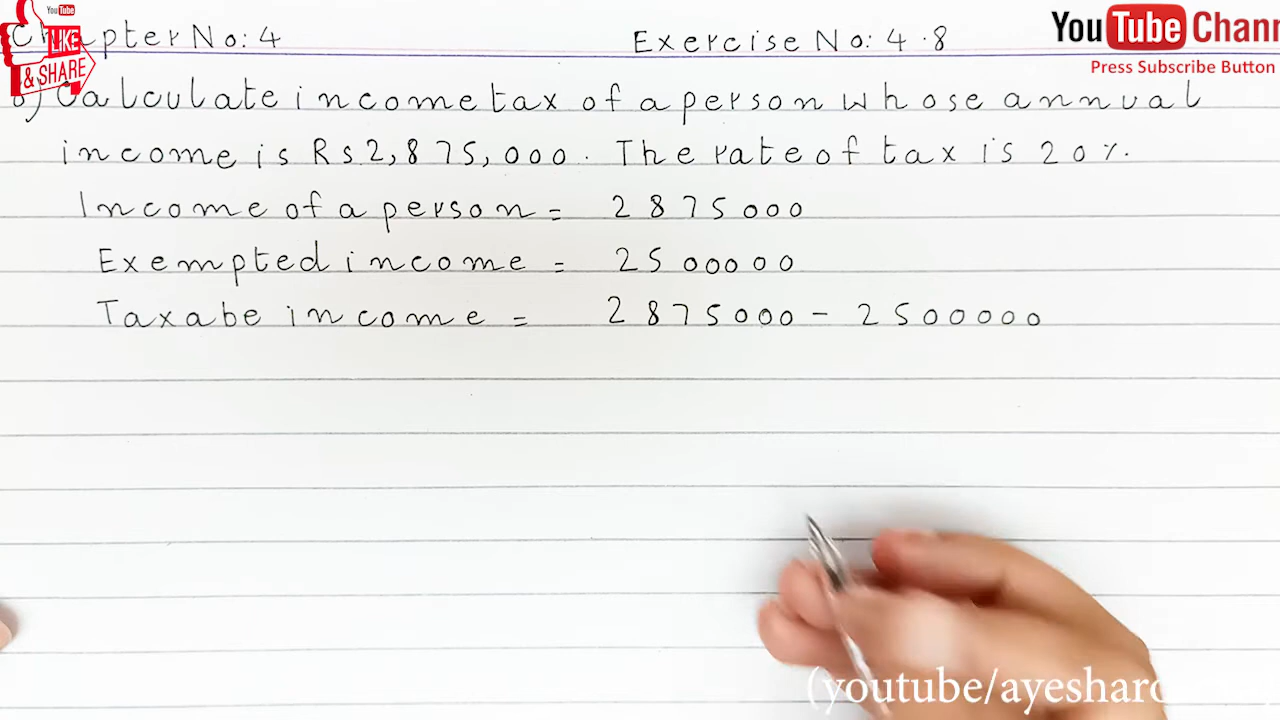 Chapter No: 4
Exercise No: 4.8
YouTube Chann
Press Subscribe Button
YouTube
LIKE
& SHARE
Calculate income tax of a person whose annual
income is Rs 2,875,000. The rate of tax is 20%.
Income of a person = 2875000
Exempted income = 2500000
Taxabe income = 2875000 - 2500000